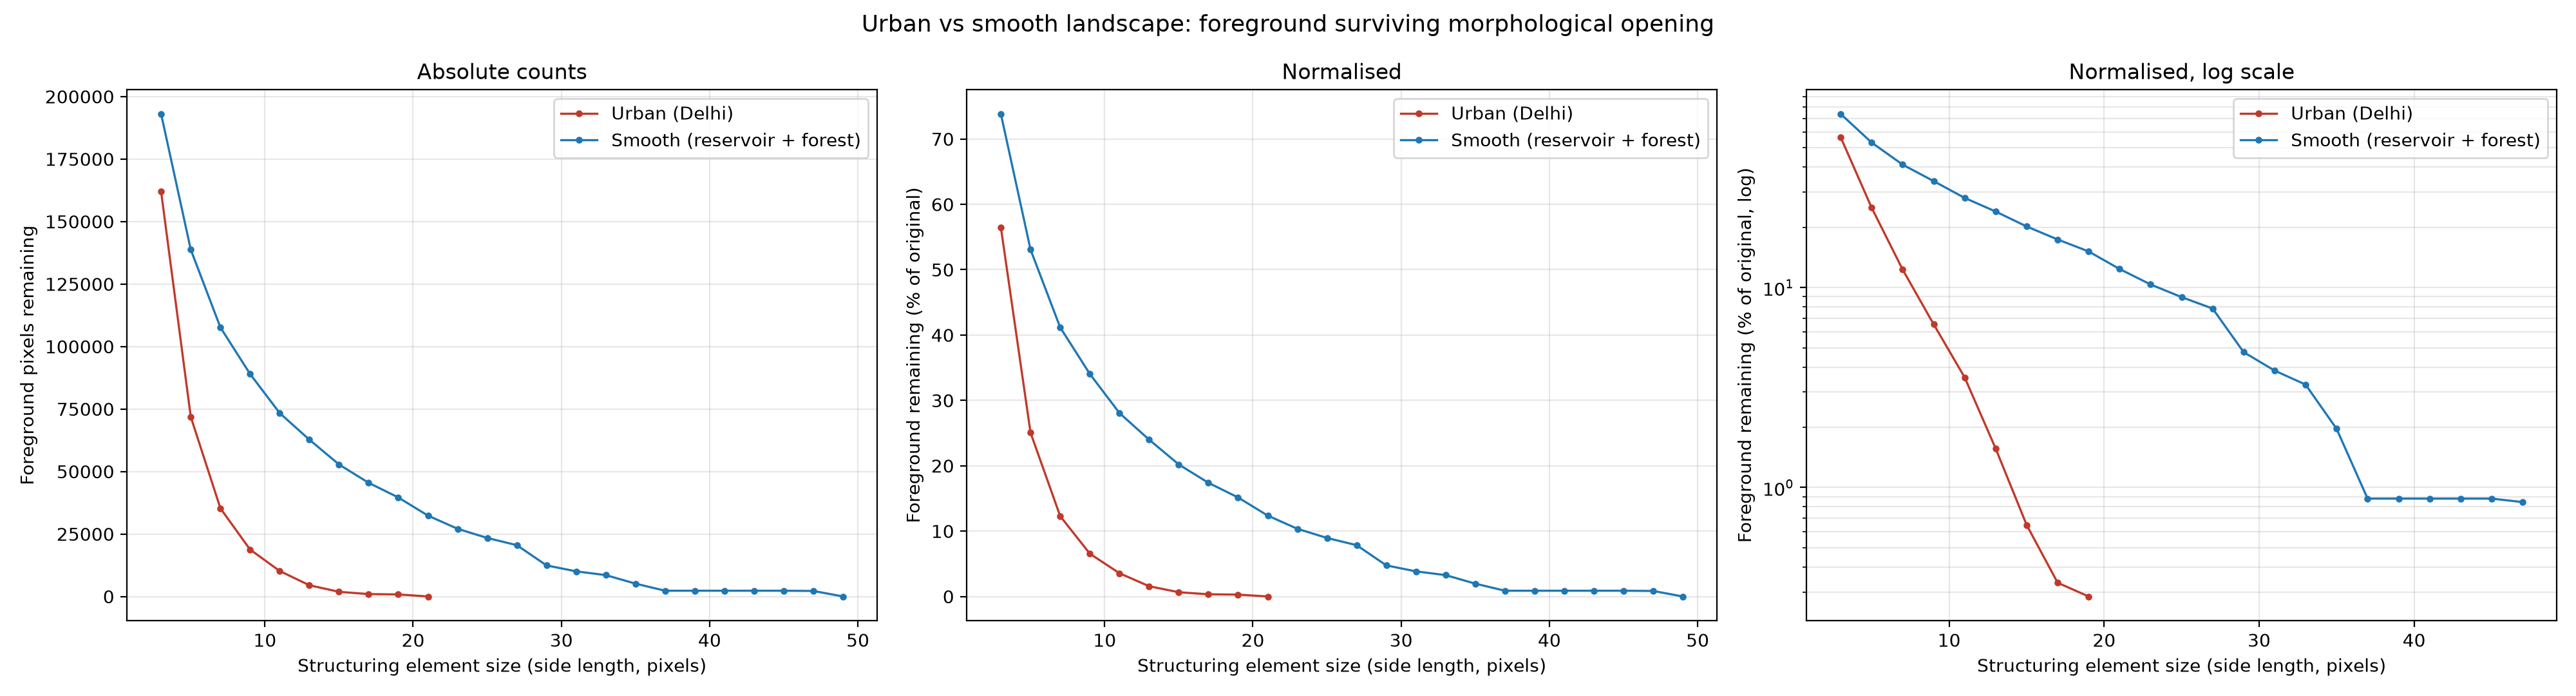 Urban vs smooth landscape: foreground surviving morphological opening
Absolute counts
Foreground pixels remaining
200000
175000
150000
125000
100000
75000
50000
25000
0
10
20
30
40
50
Structuring element size (side length, pixels)
Urban (Delhi)
Smooth (reservoir + forest)
Normalised
Foreground remaining (% of original)
70
60
50
40
30
20
10
0
10
20
30
40
50
Structuring element size (side length, pixels)
Urban (Delhi)
Smooth (reservoir + forest)
Normalised, log scale
Foreground remaining (% of original, log)
10¹
10⁰
10
20
30
40
Structuring element size (side length, pixels)
Urban (Delhi)
Smooth (reservoir + forest)